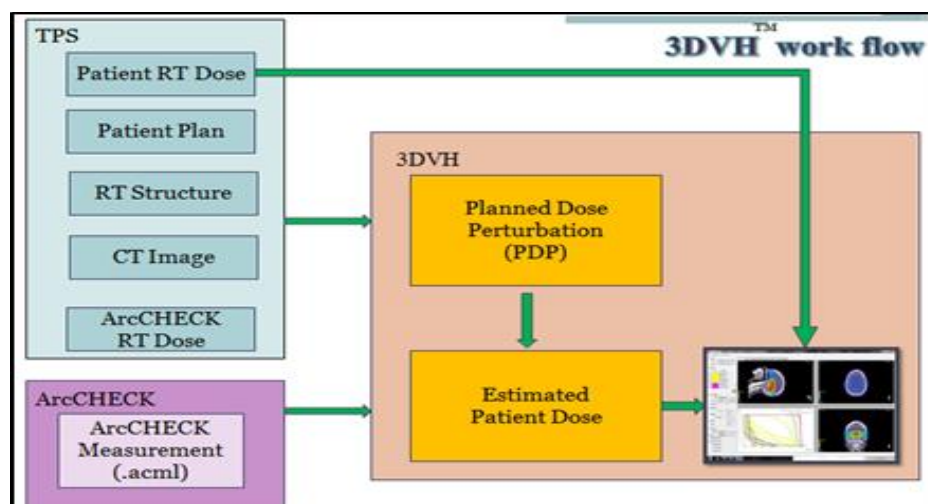 TPS
3DVH™ work flow
Patient RT Dose
Patient Plan
RT Structure
CT Image
ArcCHECK
RT Dose
3DVH
Planned Dose
Perturbation
(PDP)
Estimated
Patient Dose
ArcCHECK
ArcCHECK
Measurement
(.acml)